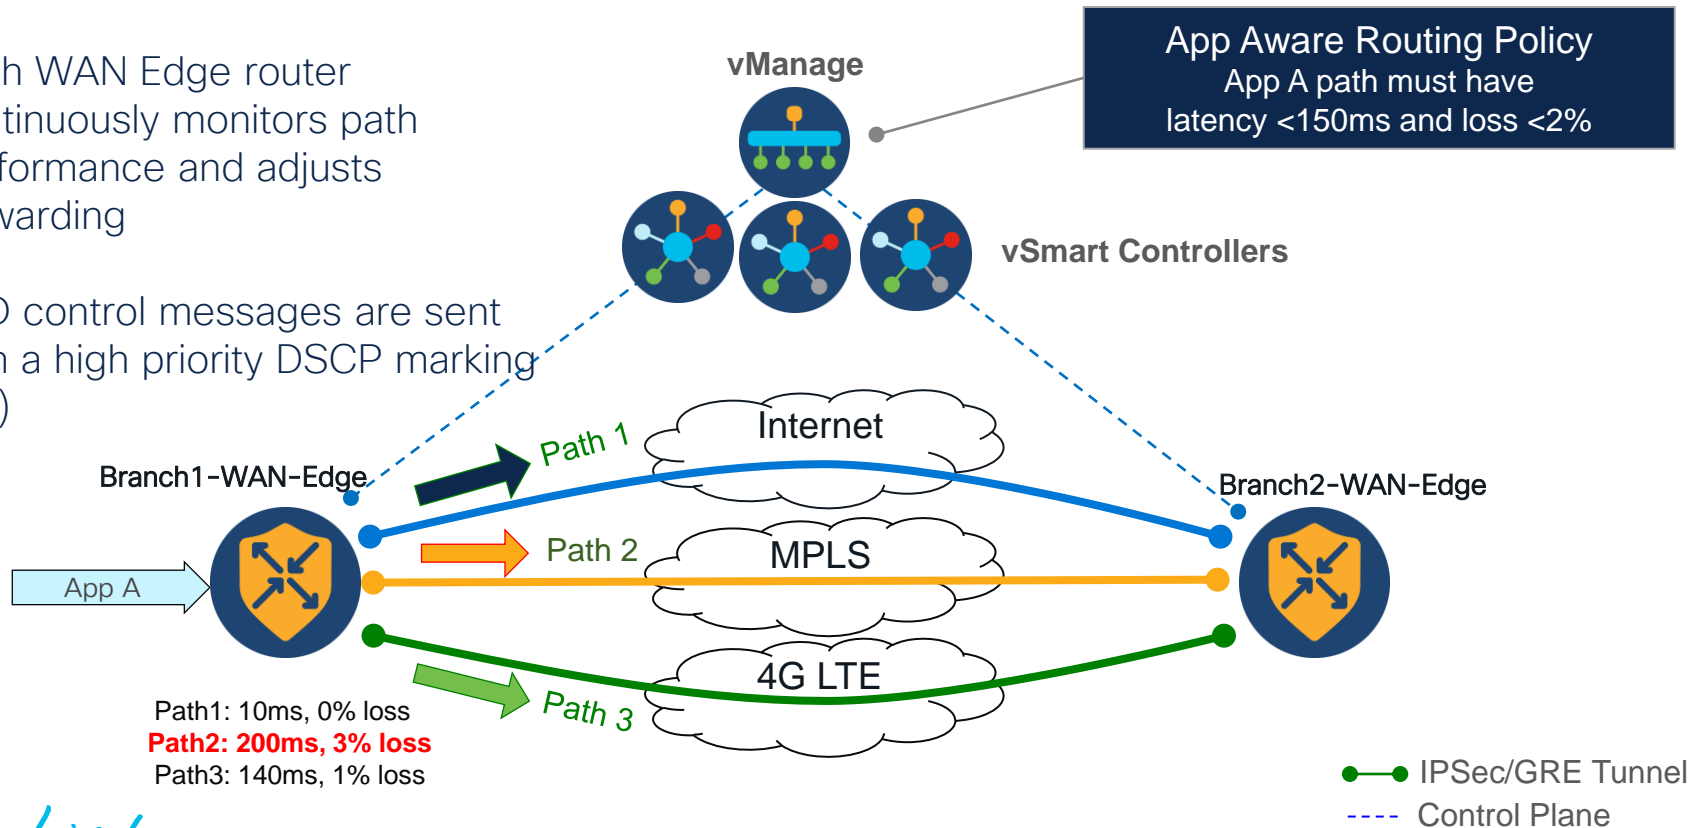 h WAN Edge router
tinuously monitors path
formance and adjusts
warding
control messages are sent
a high priority DSCP marking
)
vManage
App Aware Routing Policy
App A path must have
latency <150ms and loss <2%
vSmart Controllers
Internet
Path 1
Branch1-WAN-Edge
Branch2-WAN-Edge
Path 2
MPLS
App A
4G LTE
Path 3
Path1: 10ms, 0% loss
Path2: 200ms, 3% loss
Path3: 140ms, 1% loss
IPSec/GRE Tunnel
Control Plane